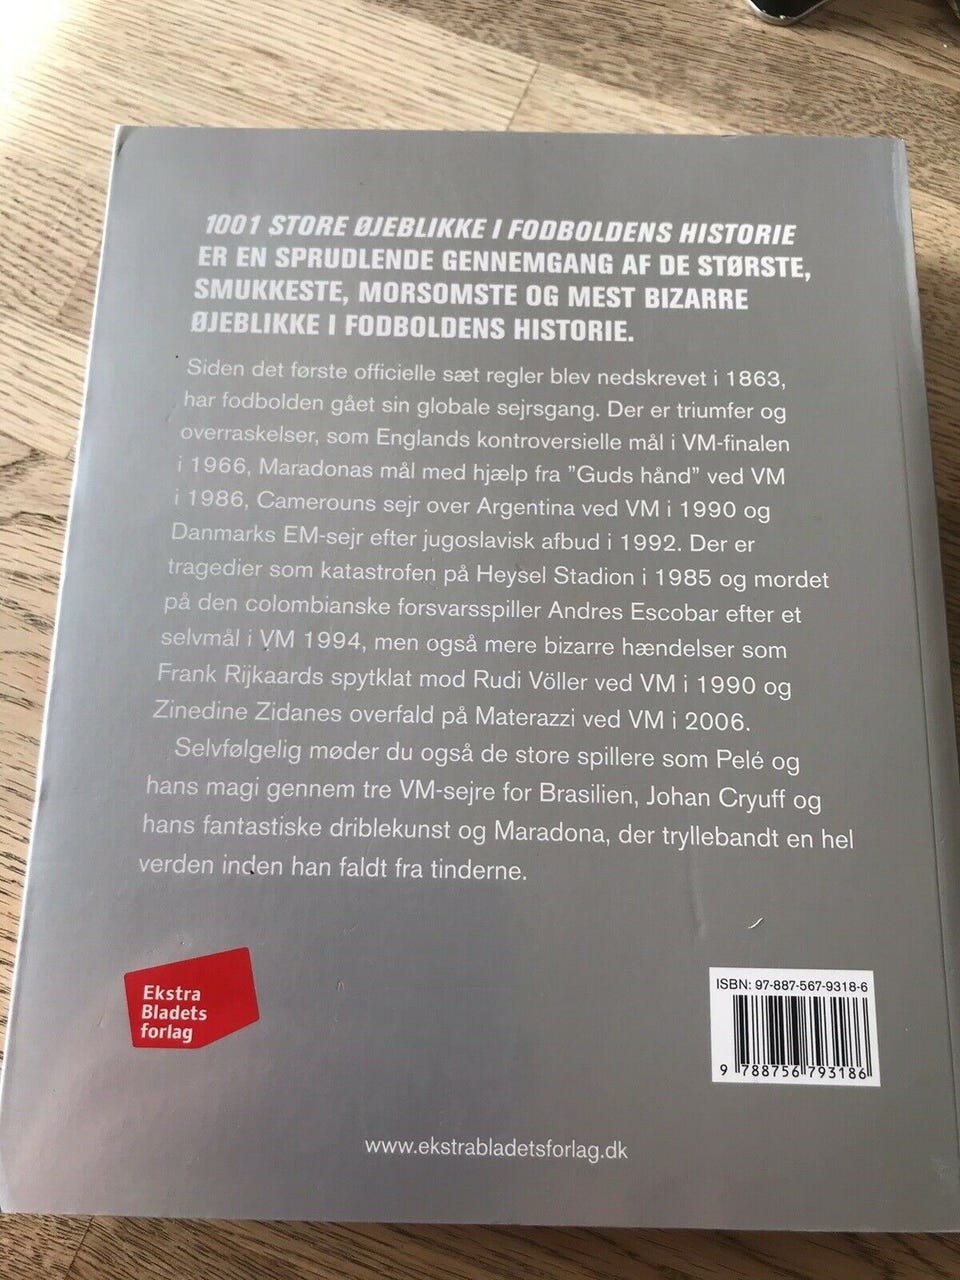 1001 STORE ØJEBLIKKE I FODBOLDENS HISTORIE
ER EN SPRUDLENDE GENNEMGANG AF DE STØRSTE,
SMUKKESTE, MORSOMSTE OG MEST BIZARRE
ØJEBLIKKE I FODBOLDENS HISTORIE.
Siden det første officielle sæt regler blev nedskrevet i 1863,
har fodbolden gået sin globale sejrsgang. Der er triumfer og
overraskelser, som Englands kontroversielle mål i VM-finalen
i 1966, Maradonas mål med hjælp fra ”Guds hånd” ved VM
i 1986, Camerouns sejr over Argentina ved VM i 1990 og
Danmarks EM-sejr efter jugoslavisk afbud i 1992. Der er
tragedier som katastrofen på Heysel Stadion i 1985 og mordet
på den colombianske forsvarsspiller Andres Escobar efter et
selvmål i VM 1994, men også mere bizarre hændelser som
Frank Rijkaards spytklat mod Rudi Völler ved VM i 1990 og
Zinedine Zidanes overfald på Materazzi ved VM i 2006.
Selvfølgelig møder du også de store spillere som Pelé og
hans magi gennem tre VM-sejre for Brasilien, Johan Cryuff og
hans fantastiske driblekunst og Maradona, der tryllebandt en hel
verden inden han faldt fra tinderne.
Ekstra
Bladets
forlag
ISBN: 97-887-567-9318-6
9 788756 793186
www.ekstrabladetsforlag.dk